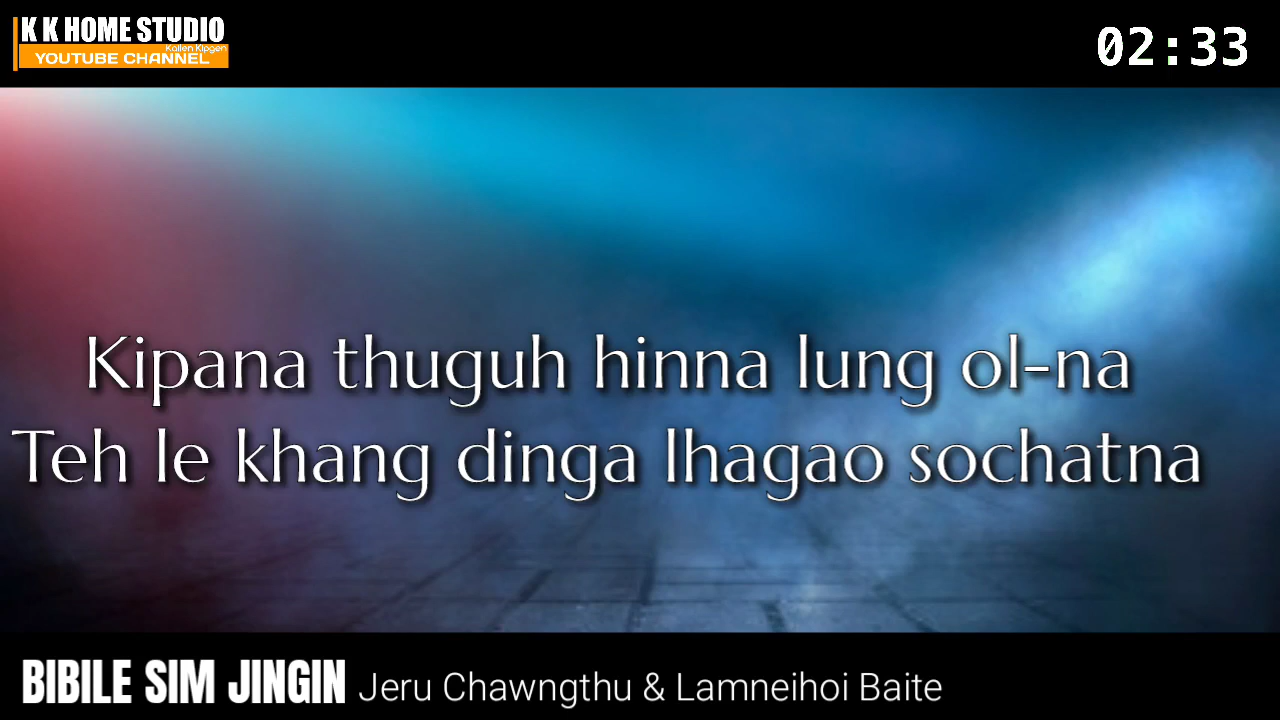 K K HOME STUDIO
Kailen Kipgen
YOUTUBE CHANNEL
02:33
Kipana thuguh hinna lung ol-na
Teh le khang dinga lhagao sochatna
BIBILE SIM JINGIN Jeru Chawngthu & Lamneihoi Baite